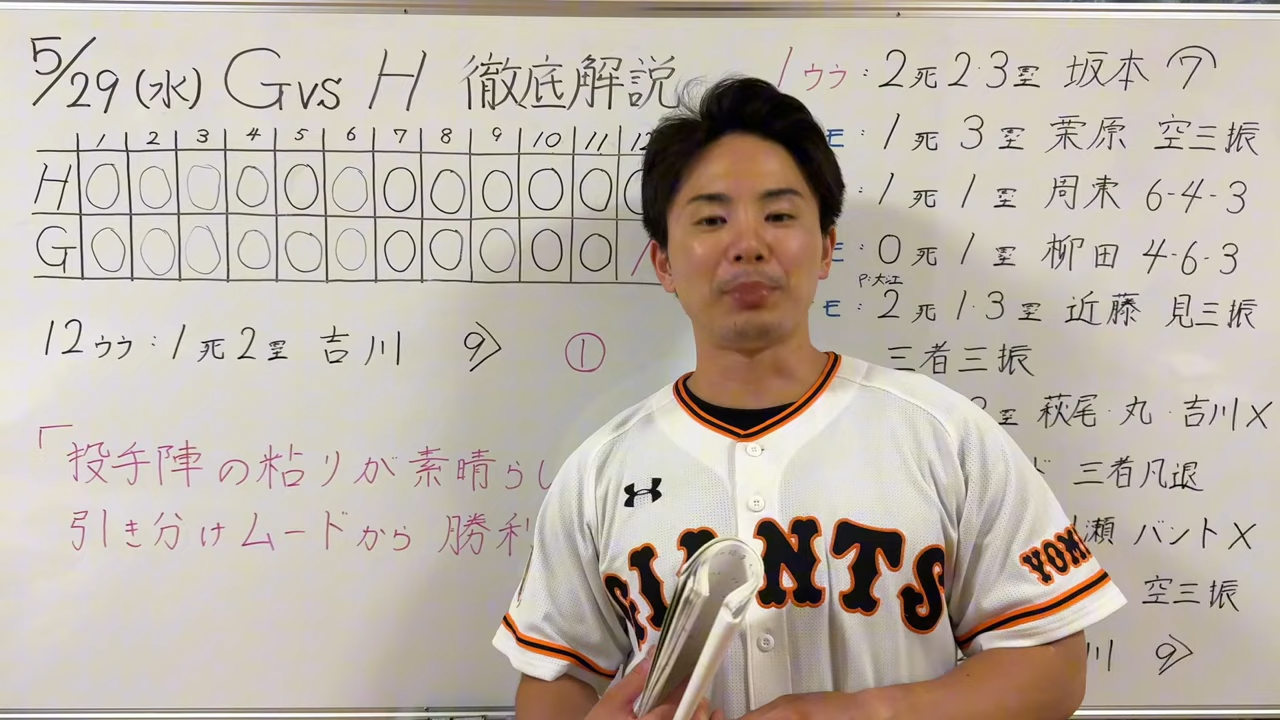 5/29(水) G vs H 徹底解説
1 2 3 4 5 6 7 8 9 10 11 12
H 0 0 0 0 0 0 0 0 0 0 0 0
G 0 0 0 0 0 0 0 0 0 0 0
12ウラ:1死2塁 吉川 9>
①
「投手陣の粘りが素晴らし
引き分けムードから 勝利
1ウラ:2死2・3塁 坂本 ⑦
:1死3塁 栗原 空三振
1死1塁 周東 6-4-3
:0死1塁 柳田 4-6-3
P:大江
:2死1・3塁 近藤 見三振
三者三振
塁 萩尾・丸・吉川×
三者凡退
瀬 バント×
空三振
川 9>
GIANTS
YOMI